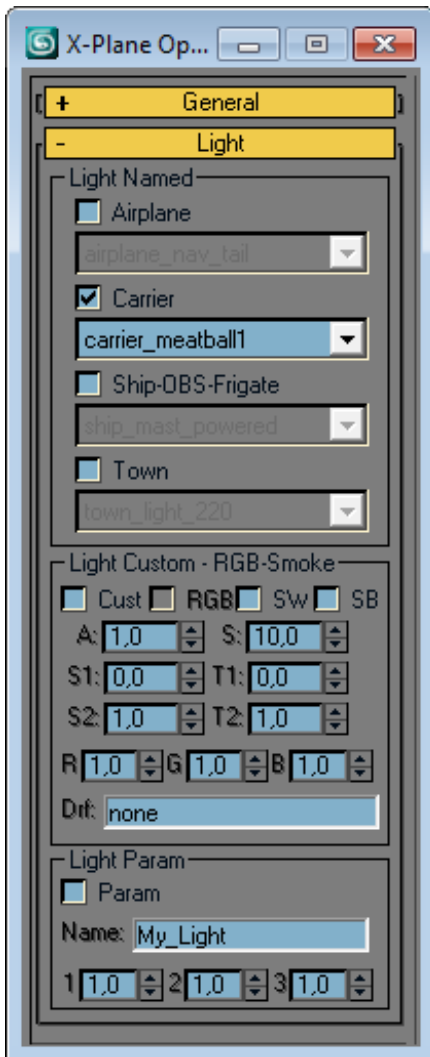 X-Plane Op...
+ General
- Light
Light Named
Airplane
airplane_nav_tail
Carrier
carrier_meatball1
Ship-OBS-Frigate
ship_mast_powered
Town
town_light_220
Light Custom - RGB-Smoke
Cust RGB SW SB
A: 1,0 S: 10,0
S1: 0,0 T1: 0,0
S2: 1,0 T2: 1,0
R 1,0 G 1,0 B 1,0
Drf: none
Light Param
Param
Name: My_Light
1 1,0 2 1,0 3 1,0